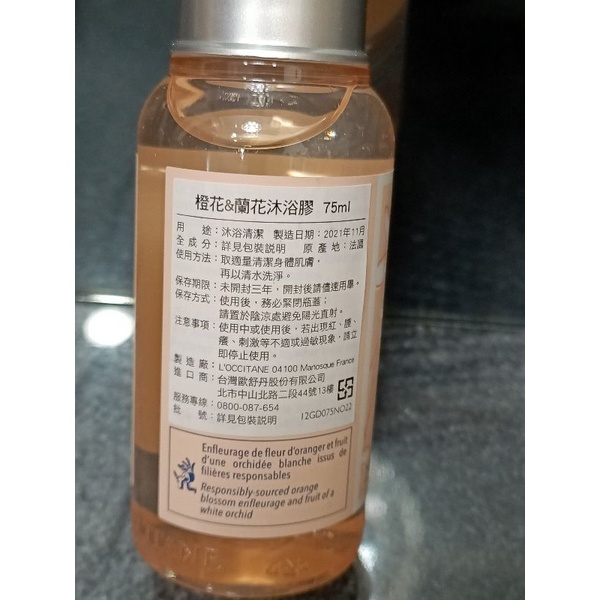 橙花&蘭花沐浴膠 75ml
用 途：沐浴清潔 製造日期：2021年11月
全 成 分：詳見包裝說明 原 產 地：法國
使用方法：取適量清潔身體肌膚，
再以清水洗淨。
保存期限：未開封三年，開封後請儘速用畢。
保存方式：使用後，務必緊閉瓶蓋；
請置於陰涼處避免陽光直射。
注意事項：使用中或使用後，若出現紅、腫、
癢、刺激等不適或過敏現象，請立
即停止使用。
製 造 廠：L'OCCITANE 04100 Manosque France
進 口 商：台灣歐舒丹股份有限公司
北市中山北路二段44號13樓
服務專線：0800-087-654
批 號：詳見包裝說明
12GD075NO22
Enfleurage de fleur d'oranger et fruit
d'une orchidée blanche issus de
filières responsables
Responsibly-sourced orange
blossom enfleurage and fruit of a
white orchid